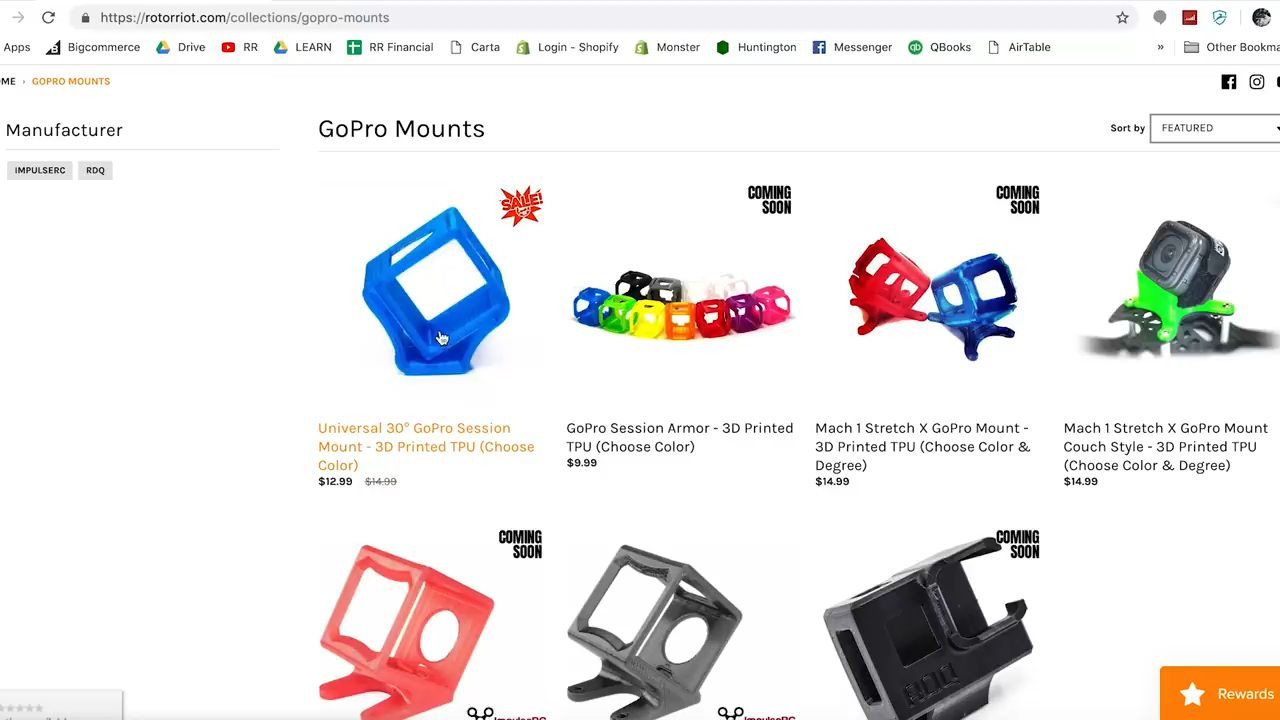 https://rotorriot.com/collections/gopro-mounts
Apps Bigcommerce Drive RR LEARN RR Financial Carta Login - Shopify Monster Huntington Messenger QBooks AirTable » Other Bookma
OME › GOPRO MOUNTS
Manufacturer
IMPULSERC RDQ
GoPro Mounts
Sort by FEATURED
SALE!
COMING
SOON
COMING
SOON
Universal 30° GoPro Session
Mount - 3D Printed TPU (Choose
Color)
$12.99 $14.99
GoPro Session Armor - 3D Printed
TPU (Choose Color)
$9.99
Mach 1 Stretch X GoPro Mount -
3D Printed TPU (Choose Color &
Degree)
$14.99
Mach 1 Stretch X GoPro Mount
Couch Style - 3D Printed TPU
(Choose Color & Degree)
$14.99
COMING
SOON
COMING
SOON
ImpulseRC
ImpulseRC
Rewards